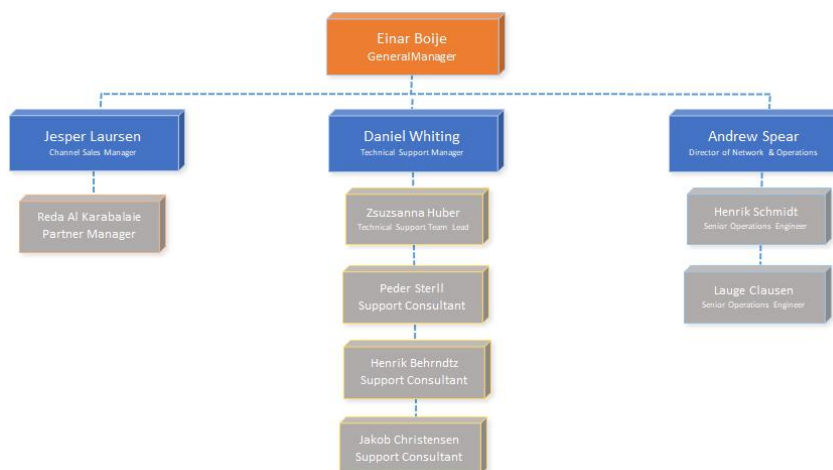 Einar Boije
GeneralManager
Jesper Laursen
Channel Sales Manager
Daniel Whiting
Technical Support Manager
Andrew Spear
Director of Network & Operations
Reda Al Karabalaie
Partner Manager
Zsuzsanna Huber
Technical Support Team Lead
Henrik Schmidt
Senior Operations Engineer
Peder Sterll
Support Consultant
Lauge Clausen
Senior Operations Engineer
Henrik Behrndtz
Support Consultant
Jakob Christensen
Support Consultant